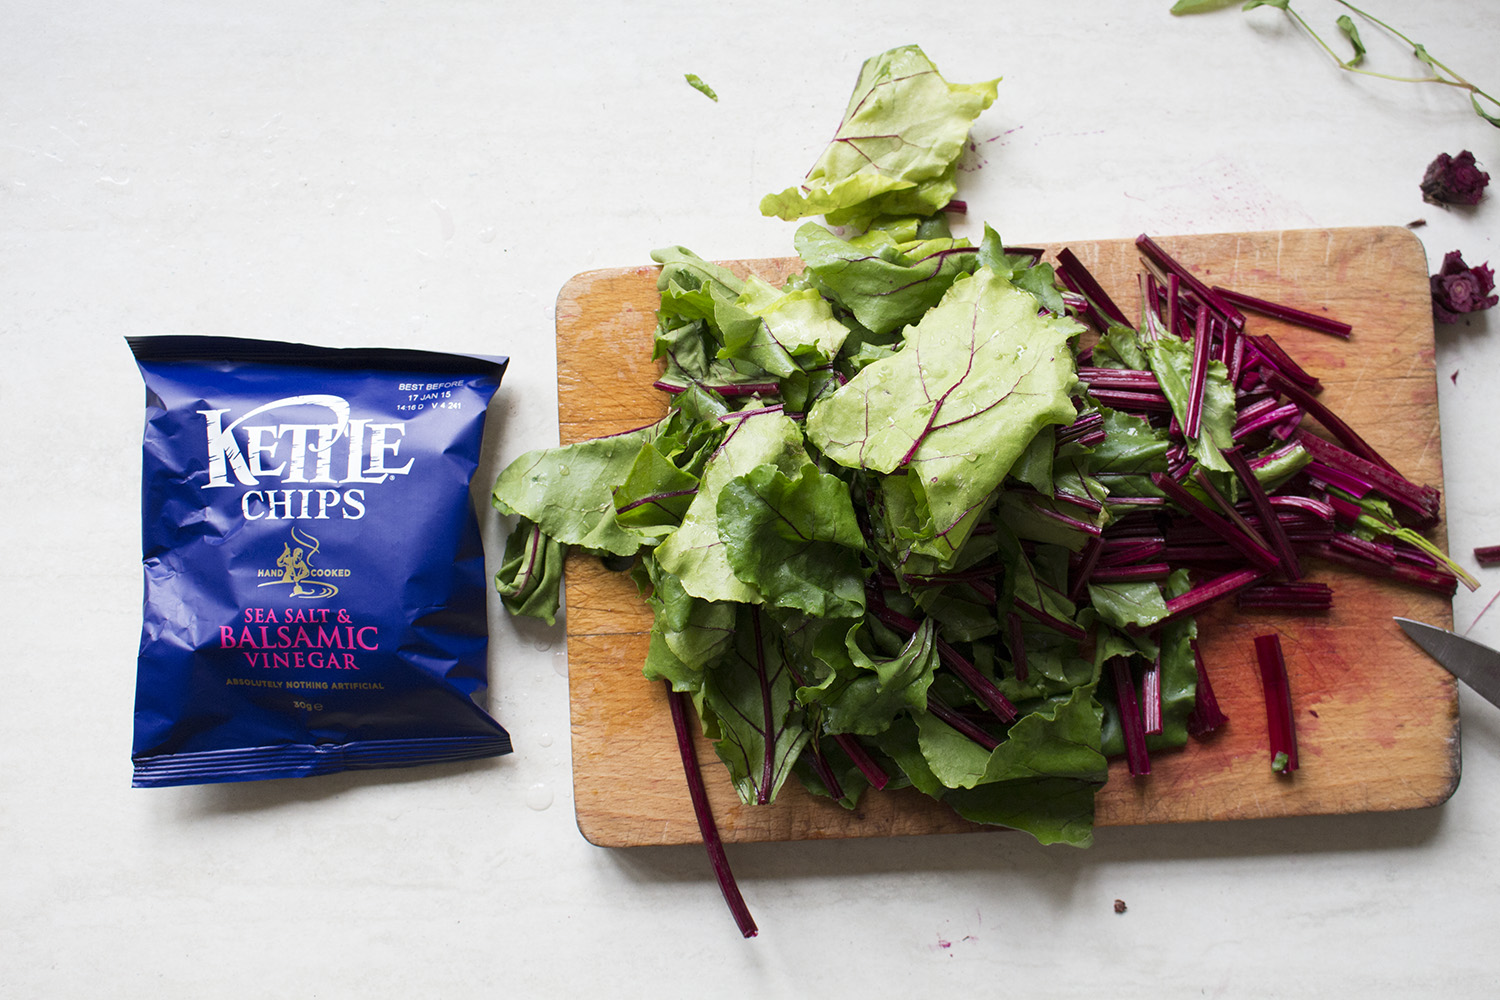 BEST BEFORE
17 JAN 15
14:16 D V 4 241
KETTLE®
CHIPS
HAND COOKED
SEA SALT &
BALSAMIC
VINEGAR
ABSOLUTELY NOTHING ARTIFICIAL
30g ℮